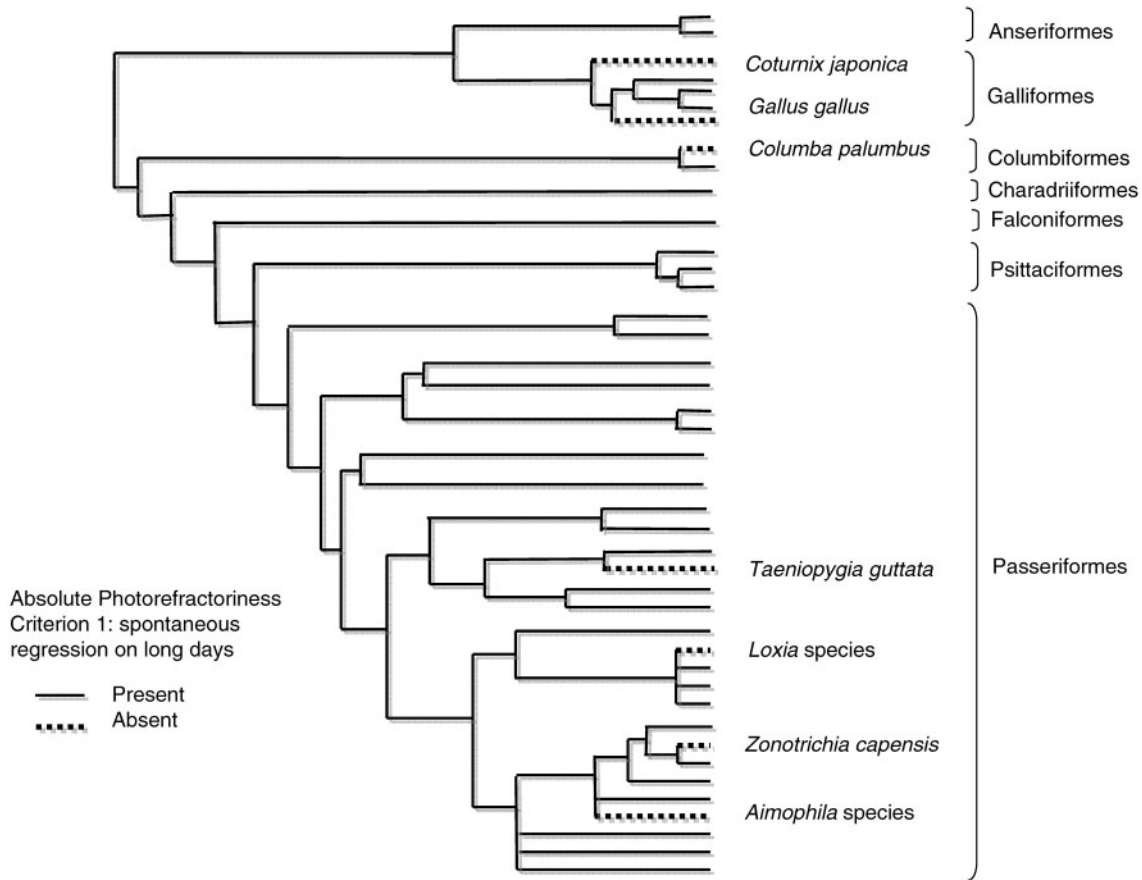 Anseriformes
Coturnix japonica
Galliformes
Gallus gallus
Columba palumbus
Columbiformes
Charadriiformes
Falconiformes
Psittaciformes
Taeniopygia guttata
Passeriformes
Absolute Photorefractoriness
Criterion 1: spontaneous
regression on long days
Present
Absent
Loxia species
Zonotrichia capensis
Aimophila species